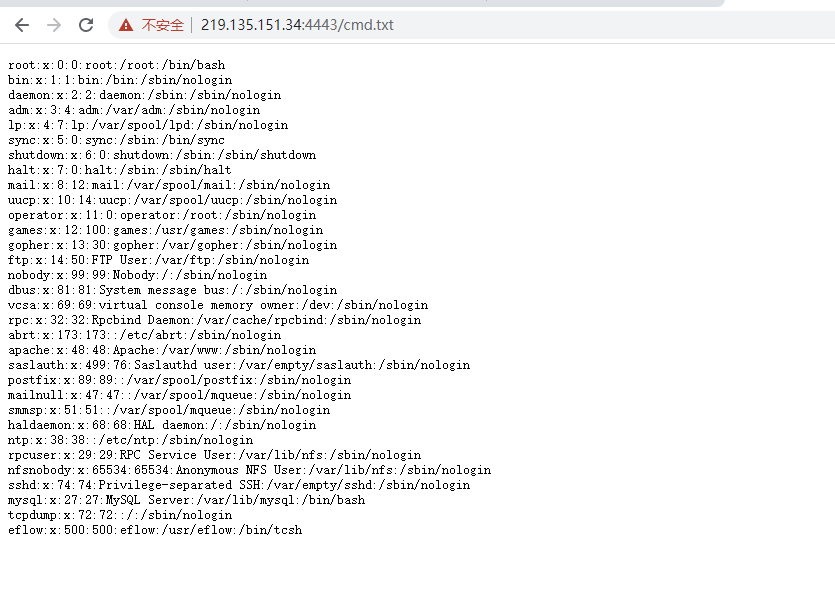 不安全 219.135.151.34:4443/cmd.txt
root:x:0:0:root:/root:/bin/bash
bin:x:1:1:bin:/bin:/sbin/nologin
daemon:x:2:2:daemon:/sbin:/sbin/nologin
adm:x:3:4:adm:/var/adm:/sbin/nologin
lp:x:4:7:lp:/var/spool/lpd:/sbin/nologin
sync:x:5:0:sync:/sbin:/bin/sync
shutdown:x:6:0:shutdown:/sbin:/sbin/shutdown
halt:x:7:0:halt:/sbin:/sbin/halt
mail:x:8:12:mail:/var/spool/mail:/sbin/nologin
uucp:x:10:14:uucp:/var/spool/uucp:/sbin/nologin
operator:x:11:0:operator:/root:/sbin/nologin
games:x:12:100:games:/usr/games:/sbin/nologin
gopher:x:13:30:gopher:/var/gopher:/sbin/nologin
ftp:x:14:50:FTP User:/var/ftp:/sbin/nologin
nobody:x:99:99:Nobody:/:/sbin/nologin
dbus:x:81:81:System message bus:/:/sbin/nologin
vcsa:x:69:69:virtual console memory owner:/dev:/sbin/nologin
rpc:x:32:32:Rpcbind Daemon:/var/cache/rpcbind:/sbin/nologin
abrt:x:173:173::/etc/abrt:/sbin/nologin
apache:x:48:48:Apache:/var/www:/sbin/nologin
saslauth:x:499:76:Saslauthd user:/var/empty/saslauth:/sbin/nologin
postfix:x:89:89::/var/spool/postfix:/sbin/nologin
mailnull:x:47:47::/var/spool/mqueue:/sbin/nologin
smmsp:x:51:51::/var/spool/mqueue:/sbin/nologin
haldaemon:x:68:68:HAL daemon:/:/sbin/nologin
ntp:x:38:38::/etc/ntp:/sbin/nologin
rpcuser:x:29:29:RPC Service User:/var/lib/nfs:/sbin/nologin
nfsnobody:x:65534:65534:Anonymous NFS User:/var/lib/nfs:/sbin/nologin
sshd:x:74:74:Privilege-separated SSH:/var/empty/sshd:/sbin/nologin
mysql:x:27:27:MySQL Server:/var/lib/mysql:/bin/bash
tcpdump:x:72:72::/:/sbin/nologin
eflow:x:500:500:eflow:/usr/eflow:/bin/tcsh